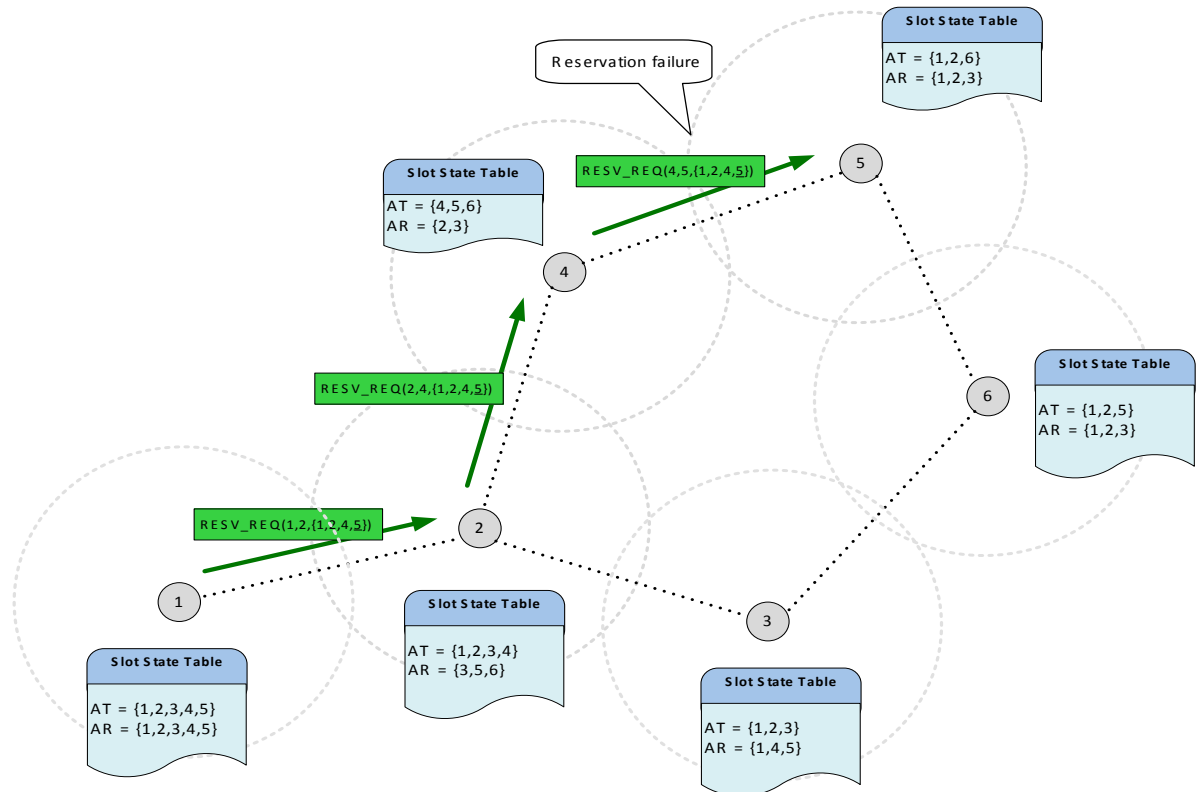 Slot State Table
AT = {1,2,6}
AR = {1,2,3}
Reservation failure
5
RESV_REQ(4,5,{1,2,4,5})
Slot State Table
AT = {4,5,6}
AR = {2,3}
4
Slot State Table
AT = {1,2,5}
AR = {1,2,3}
RESV_REQ(2,4,{1,2,4,5})
6
RESV_REQ(1,2,{1,2,4,5})
2
1
Slot State Table
AT = {1,2,3,4}
AR = {3,5,6}
3
Slot State Table
AT = {1,2,3,4,5}
AR = {1,2,3,4,5}
Slot State Table
AT = {1,2,3}
AR = {1,4,5}